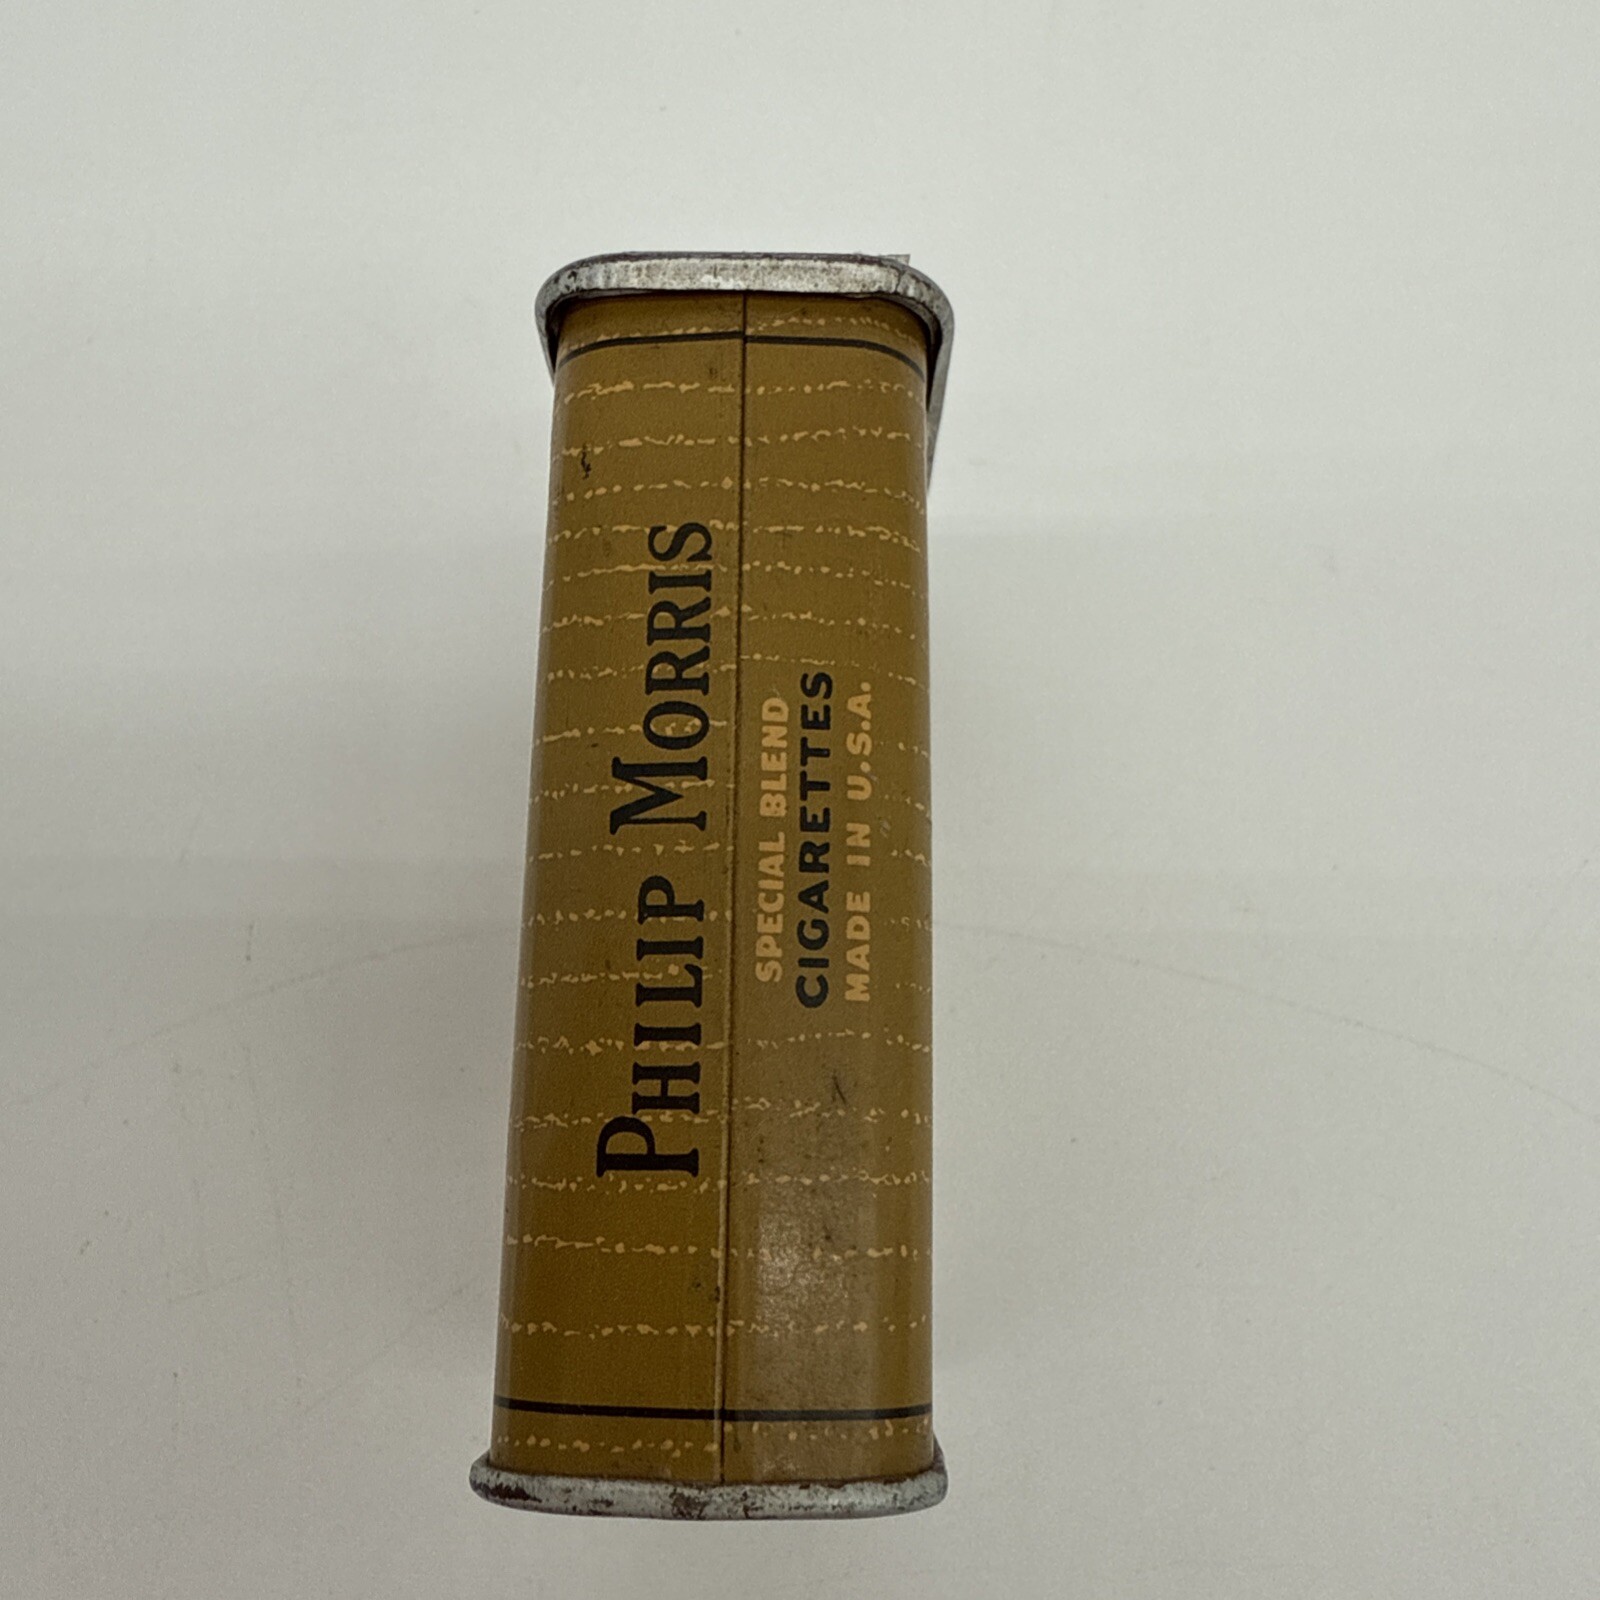 PHILIP MORRIS
SPECIAL BLEND
CIGARETTES
MADE IN U.S.A.